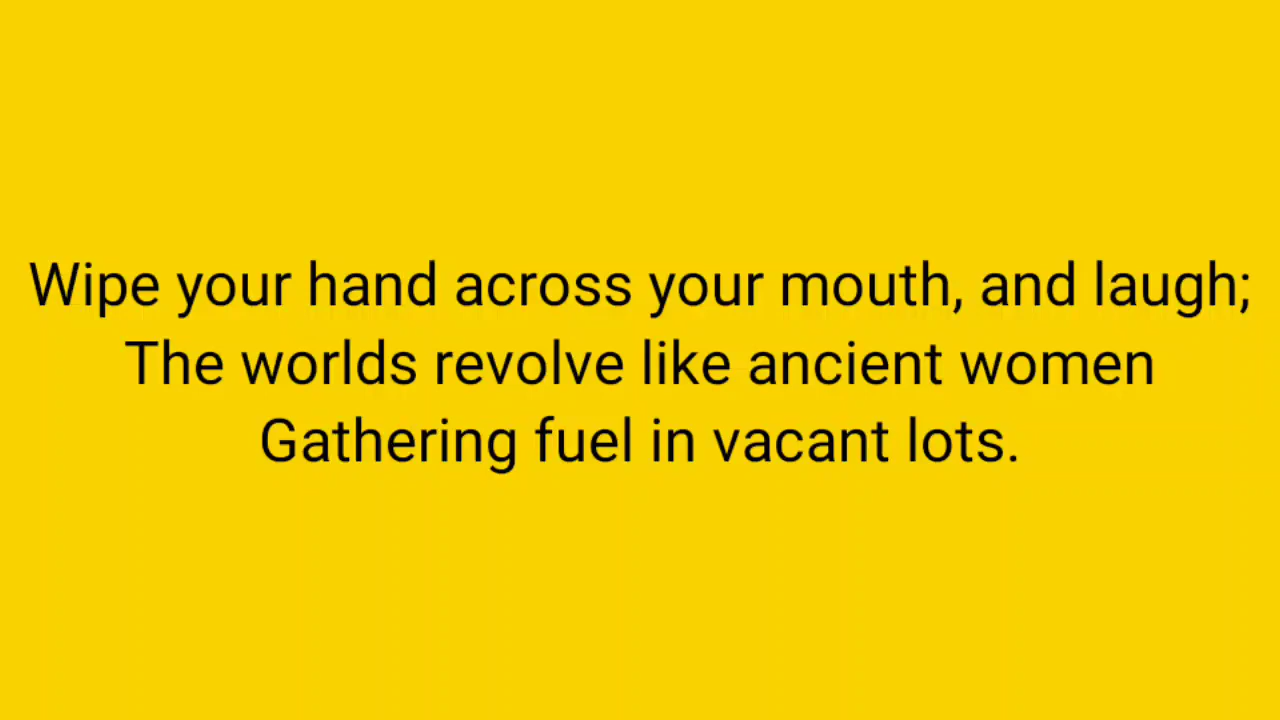 Wipe your hand across your mouth, and laugh;
The worlds revolve like ancient women
Gathering fuel in vacant lots.